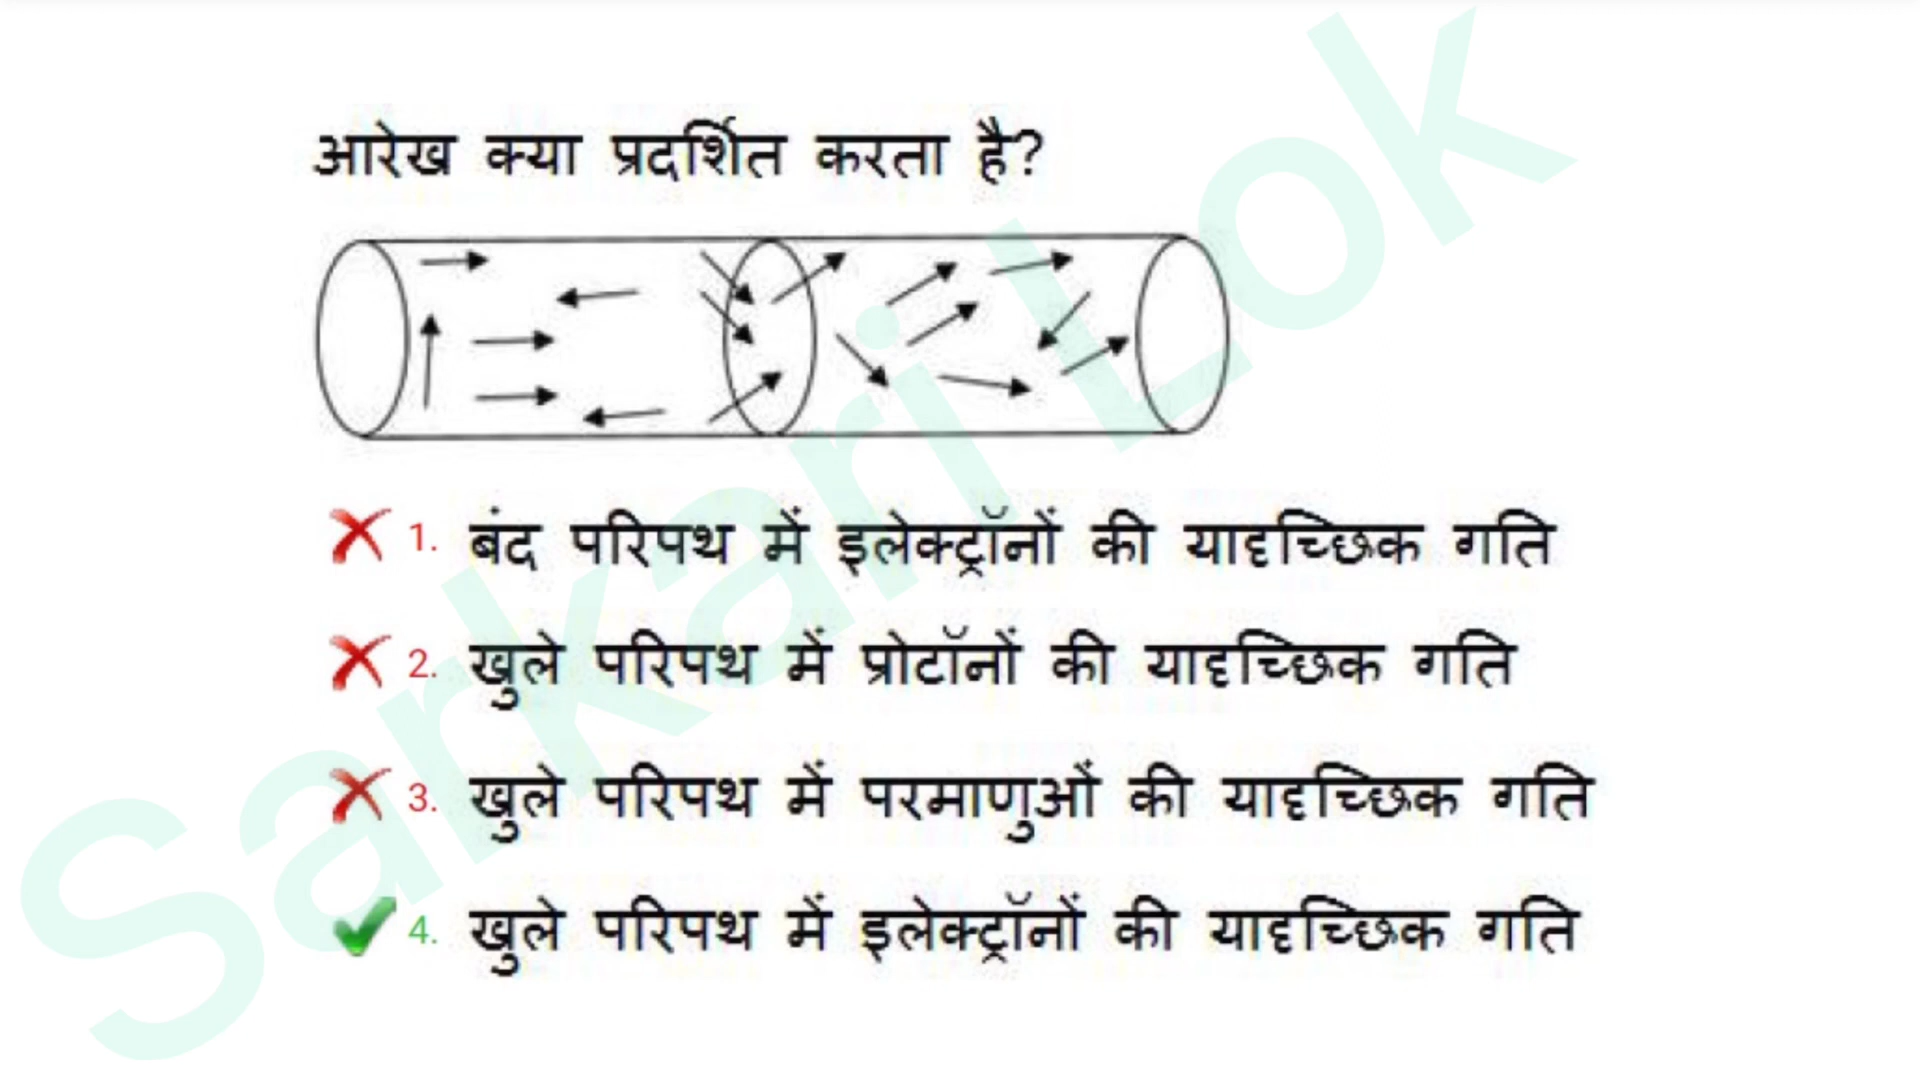 आरेख क्या प्रदर्शित करता है?
1. बंद परिपथ में इलेक्ट्रॉनों की यादृच्छिक गति
2. खुले परिपथ में प्रोटॉनों की यादृच्छिक गति
3. खुले परिपथ में परमाणुओं की यादृच्छिक गति
4. खुले परिपथ में इलेक्ट्रॉनों की यादृच्छिक गति
Sarkari Lok